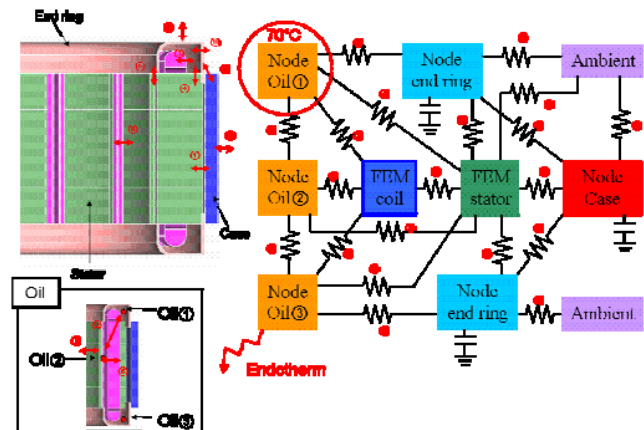 End ring
70℃
Node
Oil①
Node
end ring
Ambient
Node
Oil②
FEM
coil
FEM
stator
Node
Case
Case
Stator
Oil
Oil①
Oil②
Oil③
Node
Oil③
Node
end ring
Ambient
Endotherm